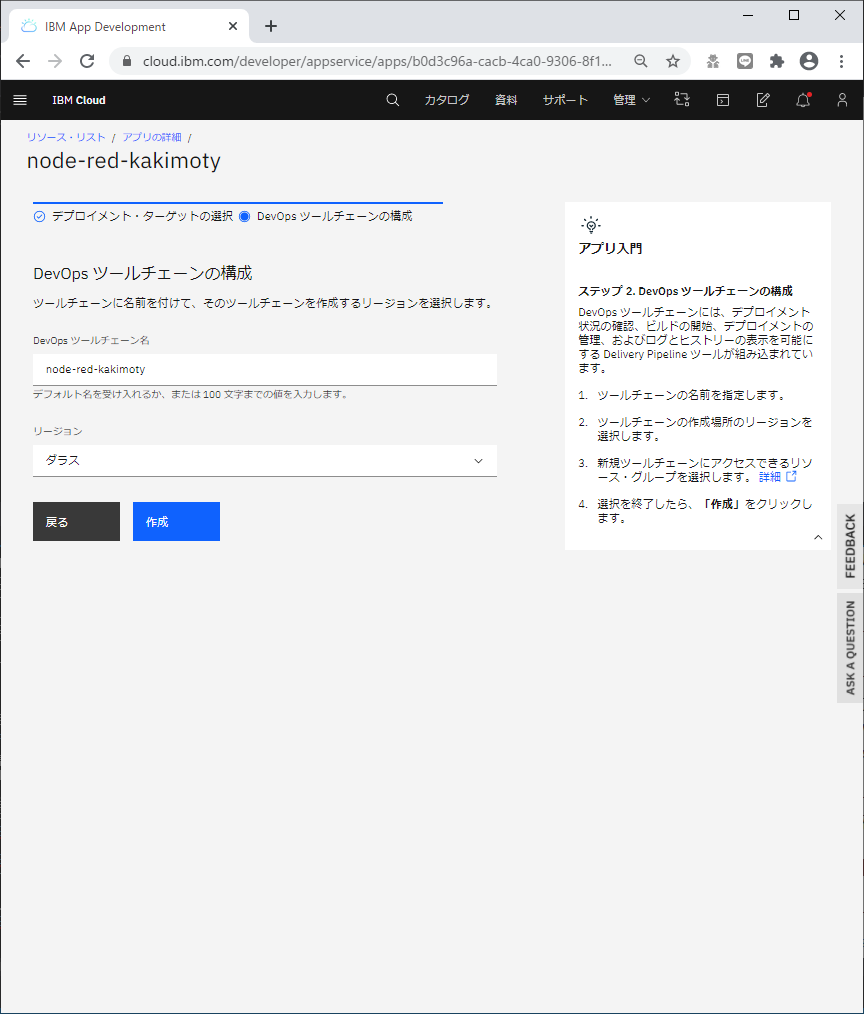 IBM App Development
cloud.ibm.com/developer/appservice/apps/b0d3c96a-cacb-4ca0-9306-8f1...
IBM Cloud
カタログ 資料 サポート 管理
リソース・リスト / アプリの詳細 /
node-red-kakimoty
デプロイメント・ターゲットの選択 DevOps ツールチェーンの構成
DevOps ツールチェーンの構成
ツールチェーンに名前を付けて、そのツールチェーンを作成するリージョンを選択します。
DevOps ツールチェーン名
node-red-kakimoty
デフォルト名を受け入れるか、または 100 文字までの値を入力します。
リージョン
ダラス
戻る 作成
アプリ入門
ステップ 2. DevOps ツールチェーンの構成
DevOps ツールチェーンには、デプロイメント
状況の確認、ビルドの開始、デプロイメントの
管理、およびログとヒストリーの表示を可能に
する Delivery Pipeline ツールが組み込まれてい
ます。
1. ツールチェーンの名前を指定します。
2. ツールチェーンの作成場所のリージョンを
選択します。
3. 新規ツールチェーンにアクセスできるリソ
ース・グループを選択します。 詳細
4. 選択を終了したら、「作成」をクリックし
ます。
FEEDBACK
ASK A QUESTION